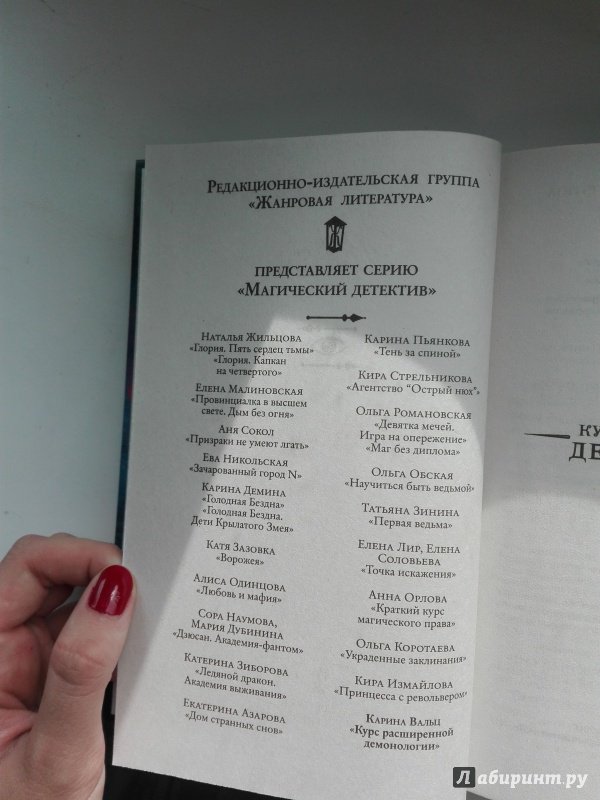 Редакционно-издательская группа
«Жанровая литература»
Ж
представляет серию
«Магический детектив»
Наталья Жильцова
«Глория. Пять сердец тьмы»
«Глория. Капкан
на четвертого»
Елена Малиновская
«Провинциалка в высшем
свете. Дым без огня»
Аня Сокол
«Призраки не умеют лгать»
Ева Никольская
«Зачарованный город N»
Карина Демина
«Голодная Бездна»
«Голодная Бездна.
Дети Крылатого Змея»
Катя Зазовка
«Ворожея»
Алиса Одинцова
«Любовь и мафия»
Сора Наумова,
Мария Дубинина
«Дзюсан. Академия-фантом»
Катерина Зиборова
«Ледяной дракон.
Академия выживания»
Екатерина Азарова
«Дом странных снов»
Карина Пьянкова
«Тень за спиной»
Кира Стрельникова
«Агентство "Острый нюх"»
Ольга Романовская
«Девятка мечей.
Игра на опережение»
«Маг без диплома»
Ольга Обская
«Научиться быть ведьмой»
Татьяна Зинина
«Первая ведьма»
Елена Лир, Елена
Соловьева
«Точка искажения»
Анна Орлова
«Краткий курс
магического права»
Ольга Коротаева
«Украденные заклинания»
Кира Измайлова
«Принцесса с револьвером»
Карина Вальц
«Курс расширенной
демонологии»
КУ
ДЕ
Лабиринт.ру